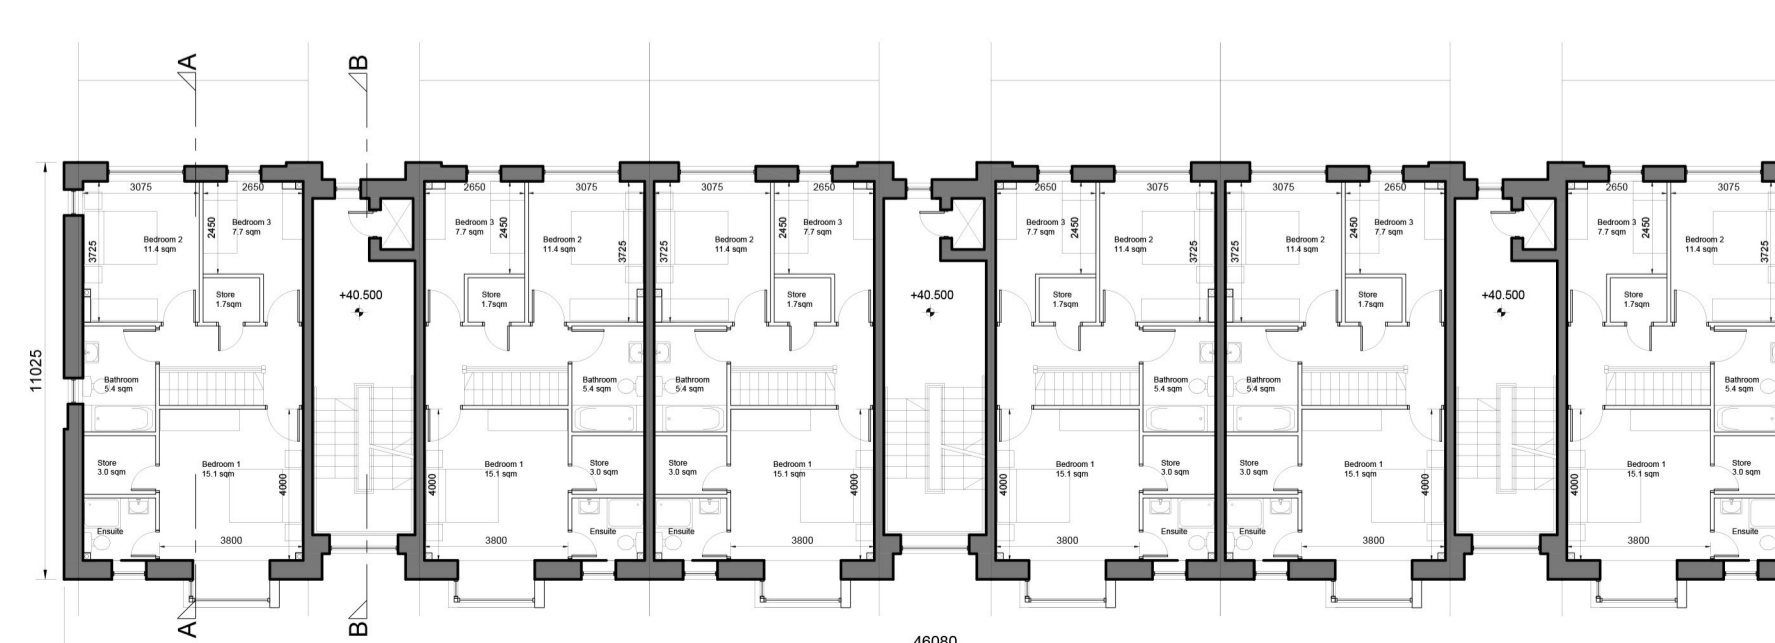 A
B
3075
2650
2650
3075
3075
2650
2650
3075
3075
2650
2650
3075
3725
Bedroom 2
11.4 sqm
2450
Bedroom 3
7.7 sqm
Bedroom 3
7.7 sqm
2450
Bedroom 2
11.4 sqm
3725
3725
Bedroom 2
11.4 sqm
2450
Bedroom 3
7.7 sqm
Bedroom 3
7.7 sqm
2450
Bedroom 2
11.4 sqm
3725
3725
Bedroom 2
11.4 sqm
2450
Bedroom 3
7.7 sqm
Bedroom 3
7.7 sqm
2450
Bedroom 2
11.4 sqm
3725
Store
1.7sqm
+40.500
Store
1.7sqm
Store
1.7sqm
+40.500
Store
1.7sqm
Store
1.7sqm
+40.500
Store
1.7sqm
11025
Bathroom
5.4 sqm
Bathroom
5.4 sqm
Bathroom
5.4 sqm
Bathroom
5.4 sqm
Bathroom
5.4 sqm
Bathroom
5.4 sqm
Store
3.0 sqm
Bedroom 1
15.1 sqm
4000
4000
Bedroom 1
15.1 sqm
Store
3.0 sqm
Store
3.0 sqm
Bedroom 1
15.1 sqm
4000
4000
Bedroom 1
15.1 sqm
Store
3.0 sqm
Store
3.0 sqm
Bedroom 1
15.1 sqm
4000
4000
Bedroom 1
15.1 sqm
Store
3.0 sqm
Ensuite
Ensuite
Ensuite
Ensuite
Ensuite
Ensuite
3800
3800
3800
3800
3800
3800
A
B
46080